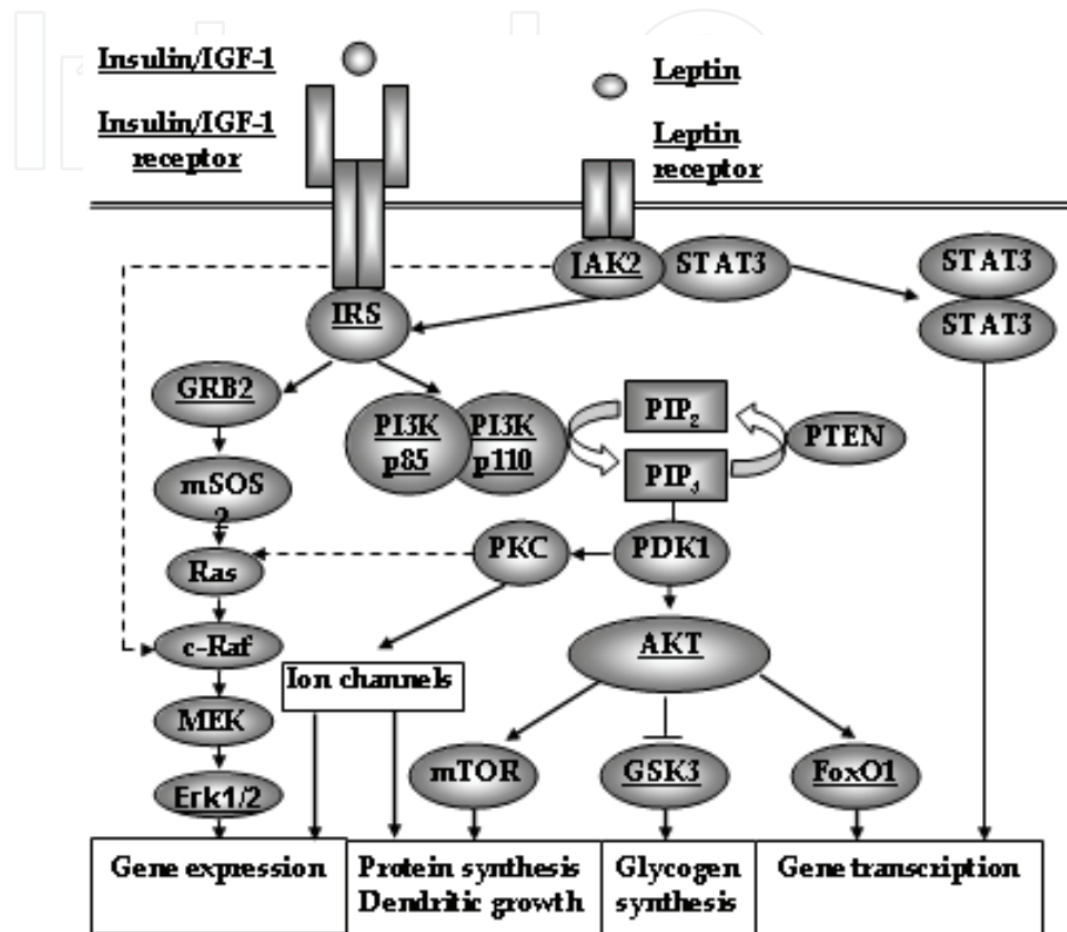 Insulin/IGF-1
Leptin
Insulin/IGF-1
receptor
Leptin
receptor
JAK2
STAT3
STAT3
STAT3
IRS
GRB2
PI3K
p85
PI3K
p110
PIP2
PTEN
PIP3
mSOS
2
PKC
PDK1
Ras
c-Raf
AKT
Ion channels
MEK
mTOR
GSK3
FoxO1
Erk1/2
Gene expression
Protein synthesis
Dendritic growth
Glycogen
synthesis
Gene transcription